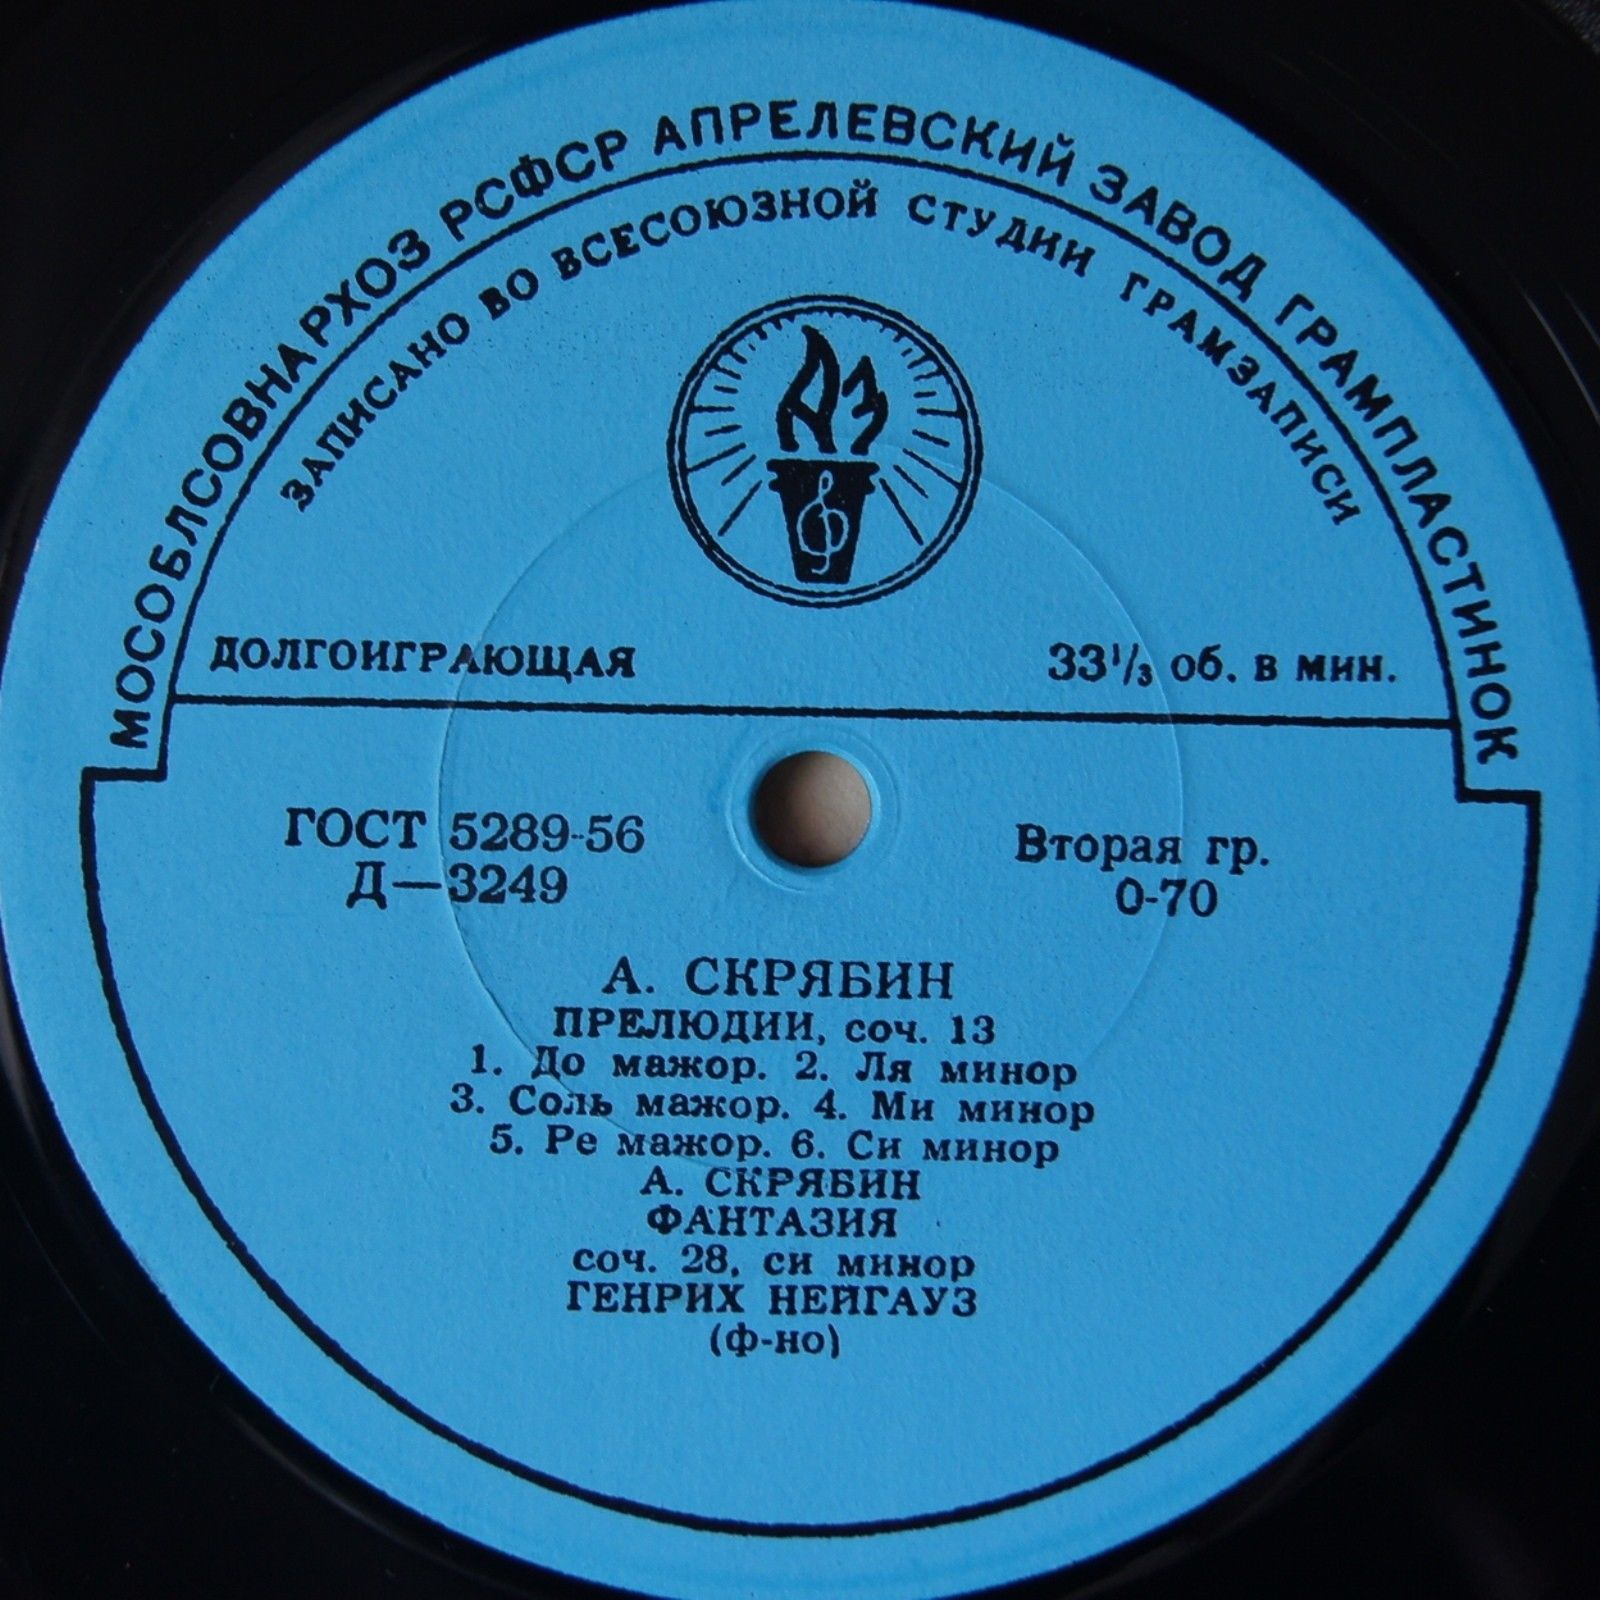 МОСОБЛСОВНАРХОЗ РСФСР АПРЕЛЕВСКИЙ ЗАВОД ГРАМПЛАСТИНОК
ЗАПИСАНО ВО ВСЕСОЮЗНОЙ СТУДИИ ГРАМЗАПИСИ
АЗ
ДОЛГОИГРАЮЩАЯ 33⅓ об. в мин.
ГОСТ 5289-56 Вторая гр.
Д—3249 0-70
А. СКРЯБИН
ПРЕЛЮДИИ, соч. 13
1. До мажор. 2. Ля минор
3. Соль мажор. 4. Ми минор
5. Ре мажор. 6. Си минор
А. СКРЯБИН
ФАНТАЗИЯ
соч. 28, си минор
ГЕНРИХ НЕЙГАУЗ
(ф-но)